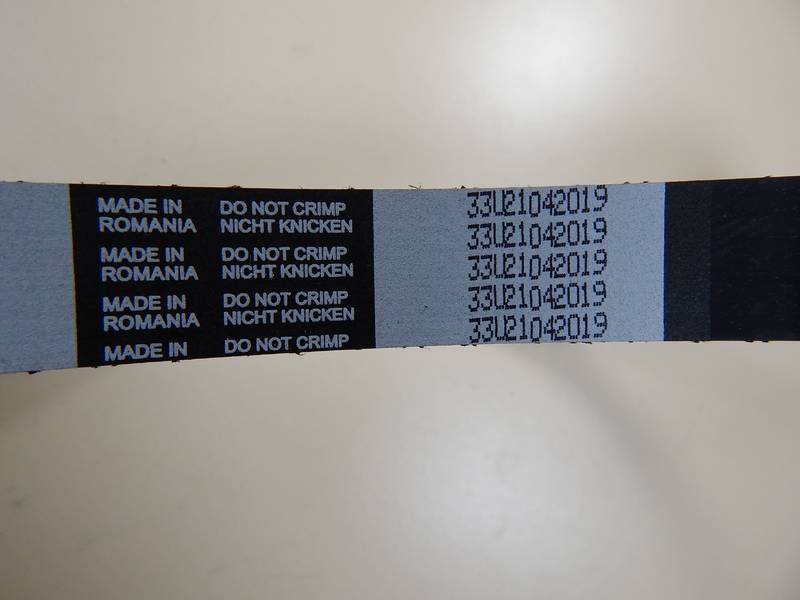 MADE IN
ROMANIA
DO NOT CRIMP
NICHT KNICKEN
MADE IN
ROMANIA
DO NOT CRIMP
NICHT KNICKEN
MADE IN
ROMANIA
DO NOT CRIMP
NICHT KNICKEN
MADE IN
DO NOT CRIMP
33U21042019
33U21042019
33U21042019
33U21042019
33U21042019